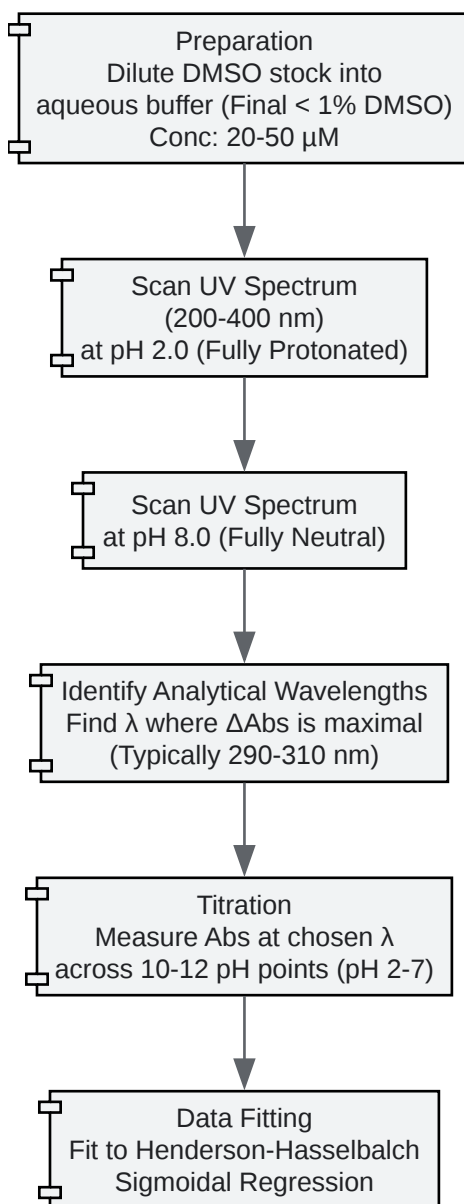 Preparation
Dilute DMSO stock into
aqueous buffer (Final < 1% DMSO)
Conc: 20-50 µM
Scan UV Spectrum
(200-400 nm)
at pH 2.0 (Fully Protonated)
Scan UV Spectrum
at pH 8.0 (Fully Neutral)
Identify Analytical Wavelengths
Find λ where ΔAbs is maximal
(Typically 290-310 nm)
Titration
Measure Abs at chosen λ
across 10-12 pH points (pH 2-7)
Data Fitting
Fit to Henderson-Hasselbalch
Sigmoidal Regression